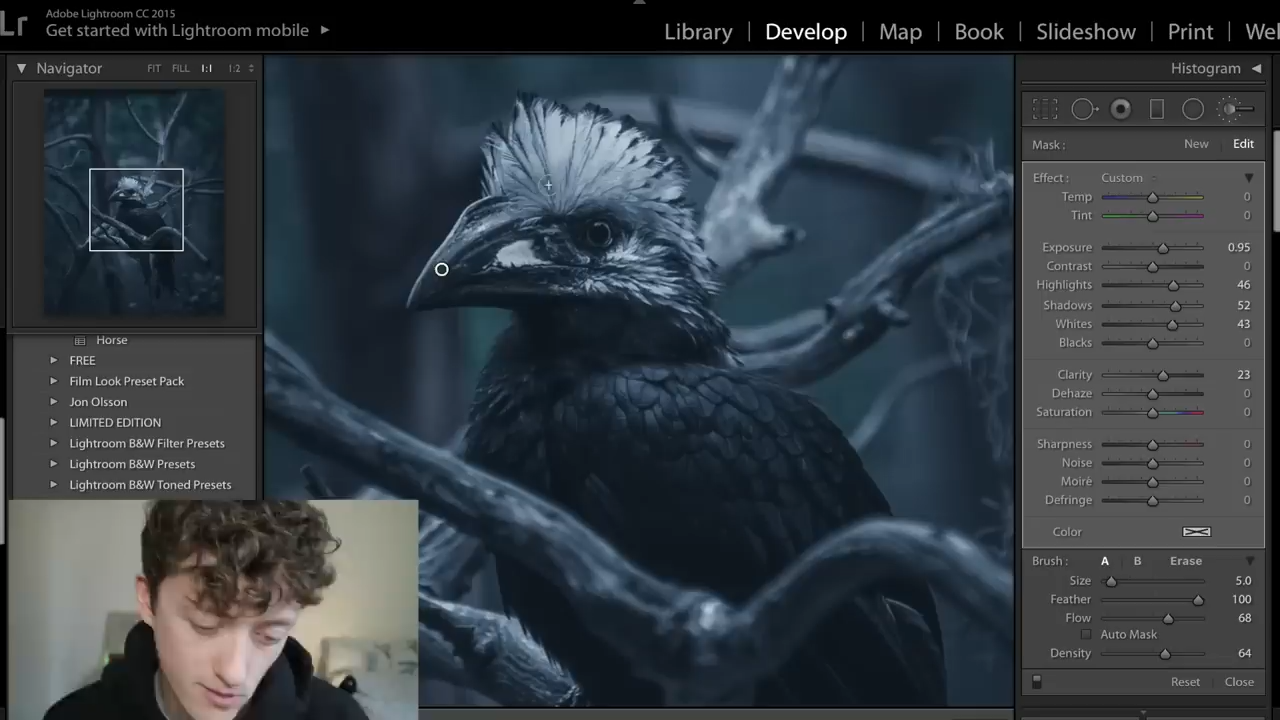 Lr
Adobe Lightroom CC 2015
Get started with Lightroom mobile
Library | Develop | Map | Book | Slideshow | Print |
Navigator FIT FILL 1:1 1:2
Horse
FREE
Film Look Preset Pack
Jon Olsson
LIMITED EDITION
Lightroom B&W Filter Presets
Lightroom B&W Presets
Lightroom B&W Toned Presets
Histogram
Mask : New Edit
Effect : Custom
Temp 0
Tint 0
Exposure 0.95
Contrast 0
Highlights 46
Shadows 52
Whites 43
Blacks 0
Clarity 23
Dehaze 0
Saturation 0
Sharpness 0
Noise 0
Moiré 0
Defringe 0
Color
Brush : A B Erase
Size 5.0
Feather 100
Flow 68
Auto Mask
Density 64
Reset Close